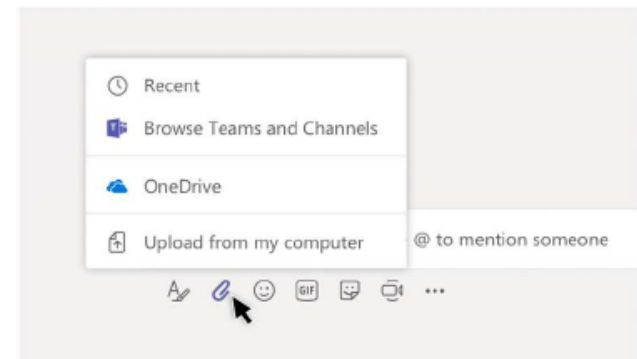 Recent
Browse Teams and Channels
OneDrive
Upload from my computer
@ to mention someone
GIF